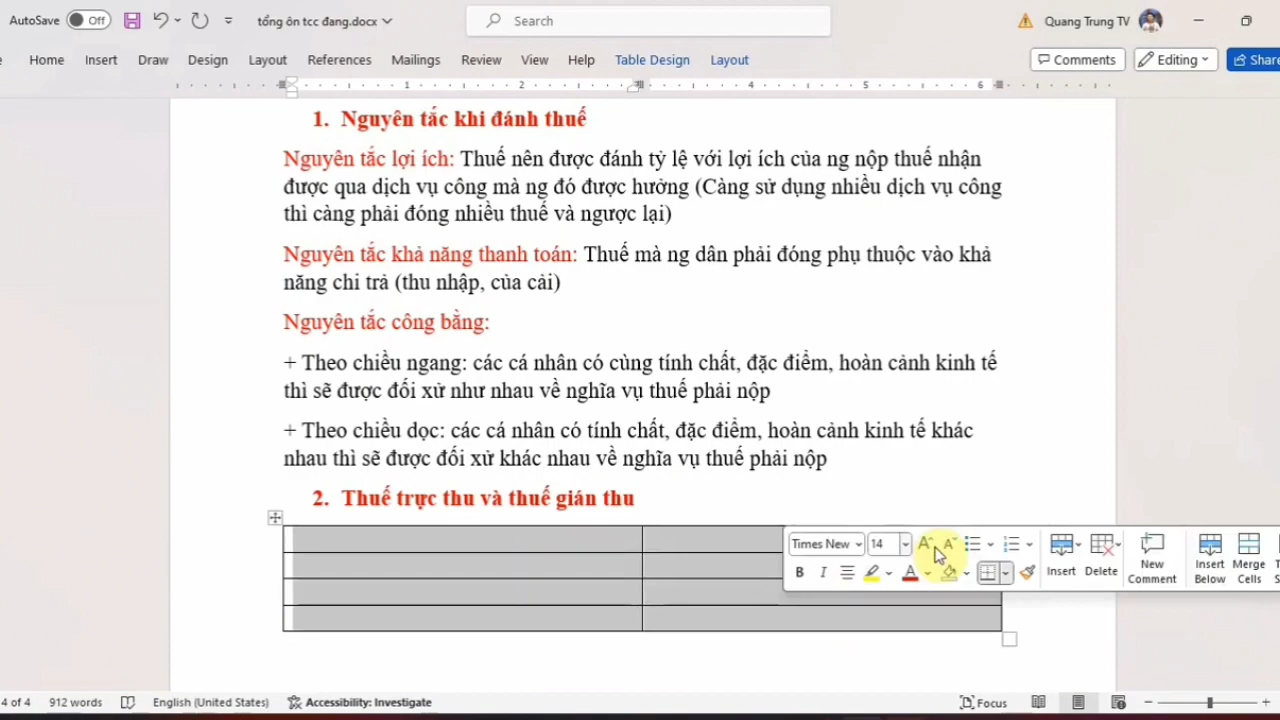 AutoSave Off tổng ôn tcc đang.docx Search Quang Trung TV
Home Insert Draw Design Layout References Mailings Review View Help Table Design Layout Comments Editing Share
1 2 4 5 6
1. Nguyên tắc khi đánh thuế
Nguyên tắc lợi ích: Thuế nên được đánh tỷ lệ với lợi ích của ng nộp thuế nhận
được qua dịch vụ công mà ng đó được hưởng (Càng sử dụng nhiều dịch vụ công
thì càng phải đóng nhiều thuế và ngược lại)
Nguyên tắc khả năng thanh toán: Thuế mà ng dân phải đóng phụ thuộc vào khả
năng chi trả (thu nhập, của cải)
Nguyên tắc công bằng:
+ Theo chiều ngang: các cá nhân có cùng tính chất, đặc điểm, hoàn cảnh kinh tế
thì sẽ được đối xử như nhau về nghĩa vụ thuế phải nộp
+ Theo chiều dọc: các cá nhân có tính chất, đặc điểm, hoàn cảnh kinh tế khác
nhau thì sẽ được đối xử khác nhau về nghĩa vụ thuế phải nộp
2. Thuế trực thu và thuế gián thu
Times New 14 A A
B I A Insert Delete New Comment Insert Below Merge Cells
4 of 4 912 words English (United States) Accessibility: Investigate Focus